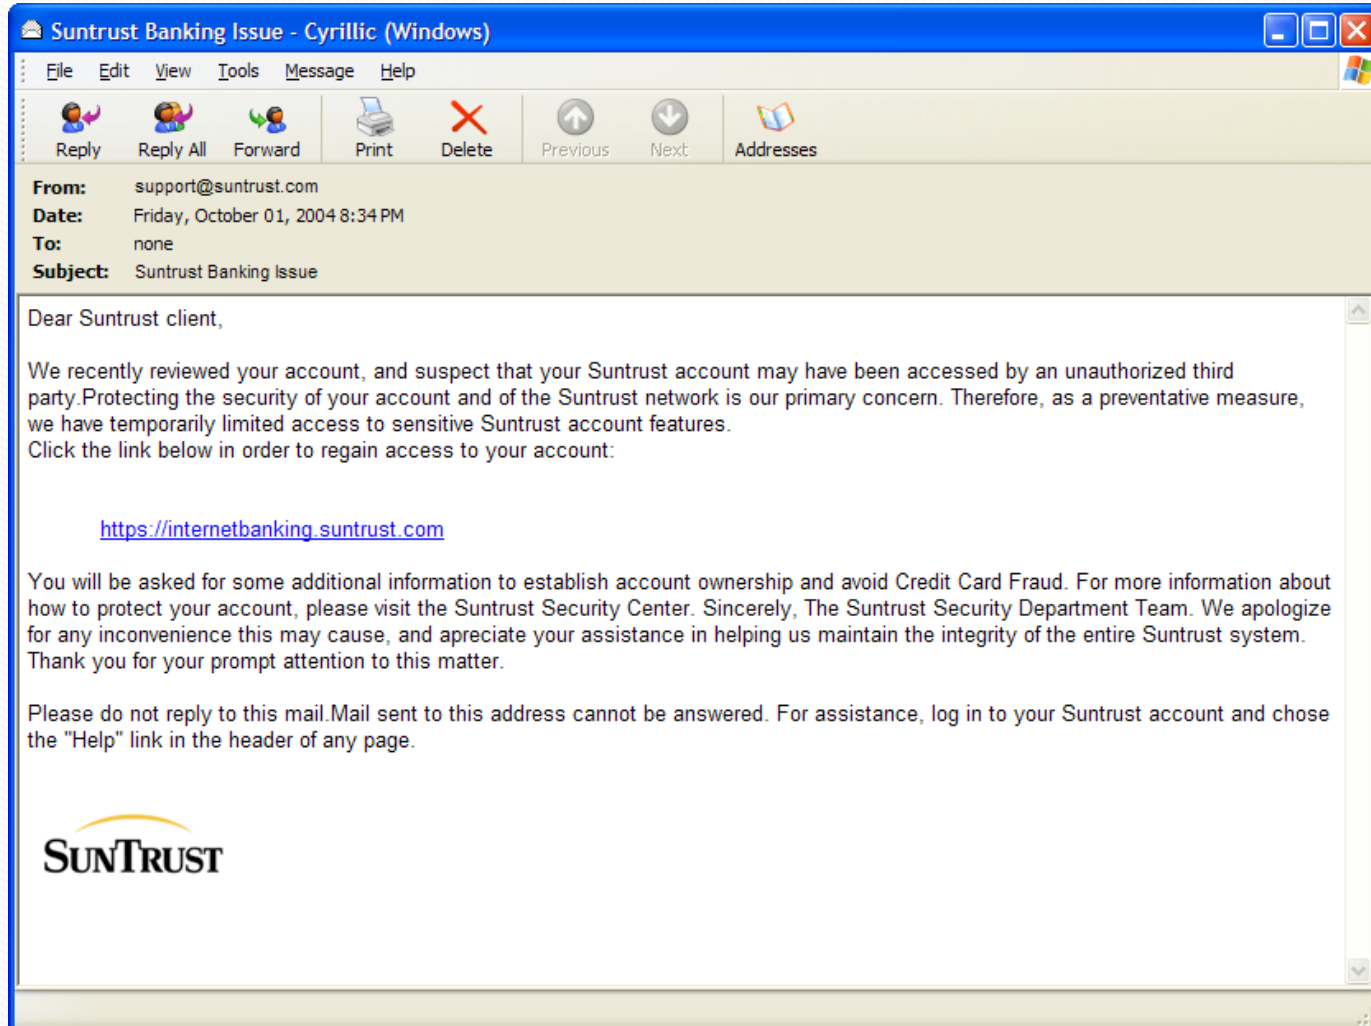 Suntrust Banking Issue - Cyrillic (Windows)
File Edit View Tools Message Help
Reply Reply All Forward Print Delete Previous Next Addresses
From: support@suntrust.com
Date: Friday, October 01, 2004 8:34 PM
To: none
Subject: Suntrust Banking Issue
Dear Suntrust client,
We recently reviewed your account, and suspect that your Suntrust account may have been accessed by an unauthorized third
party.Protecting the security of your account and of the Suntrust network is our primary concern. Therefore, as a preventative measure,
we have temporarily limited access to sensitive Suntrust account features.
Click the link below in order to regain access to your account:
https://internetbanking.suntrust.com
You will be asked for some additional information to establish account ownership and avoid Credit Card Fraud. For more information about
how to protect your account, please visit the Suntrust Security Center. Sincerely, The Suntrust Security Department Team. We apologize
for any inconvenience this may cause, and apreciate your assistance in helping us maintain the integrity of the entire Suntrust system.
Thank you for your prompt attention to this matter.
Please do not reply to this mail.Mail sent to this address cannot be answered. For assistance, log in to your Suntrust account and chose
the "Help" link in the header of any page.
SUNTRUST